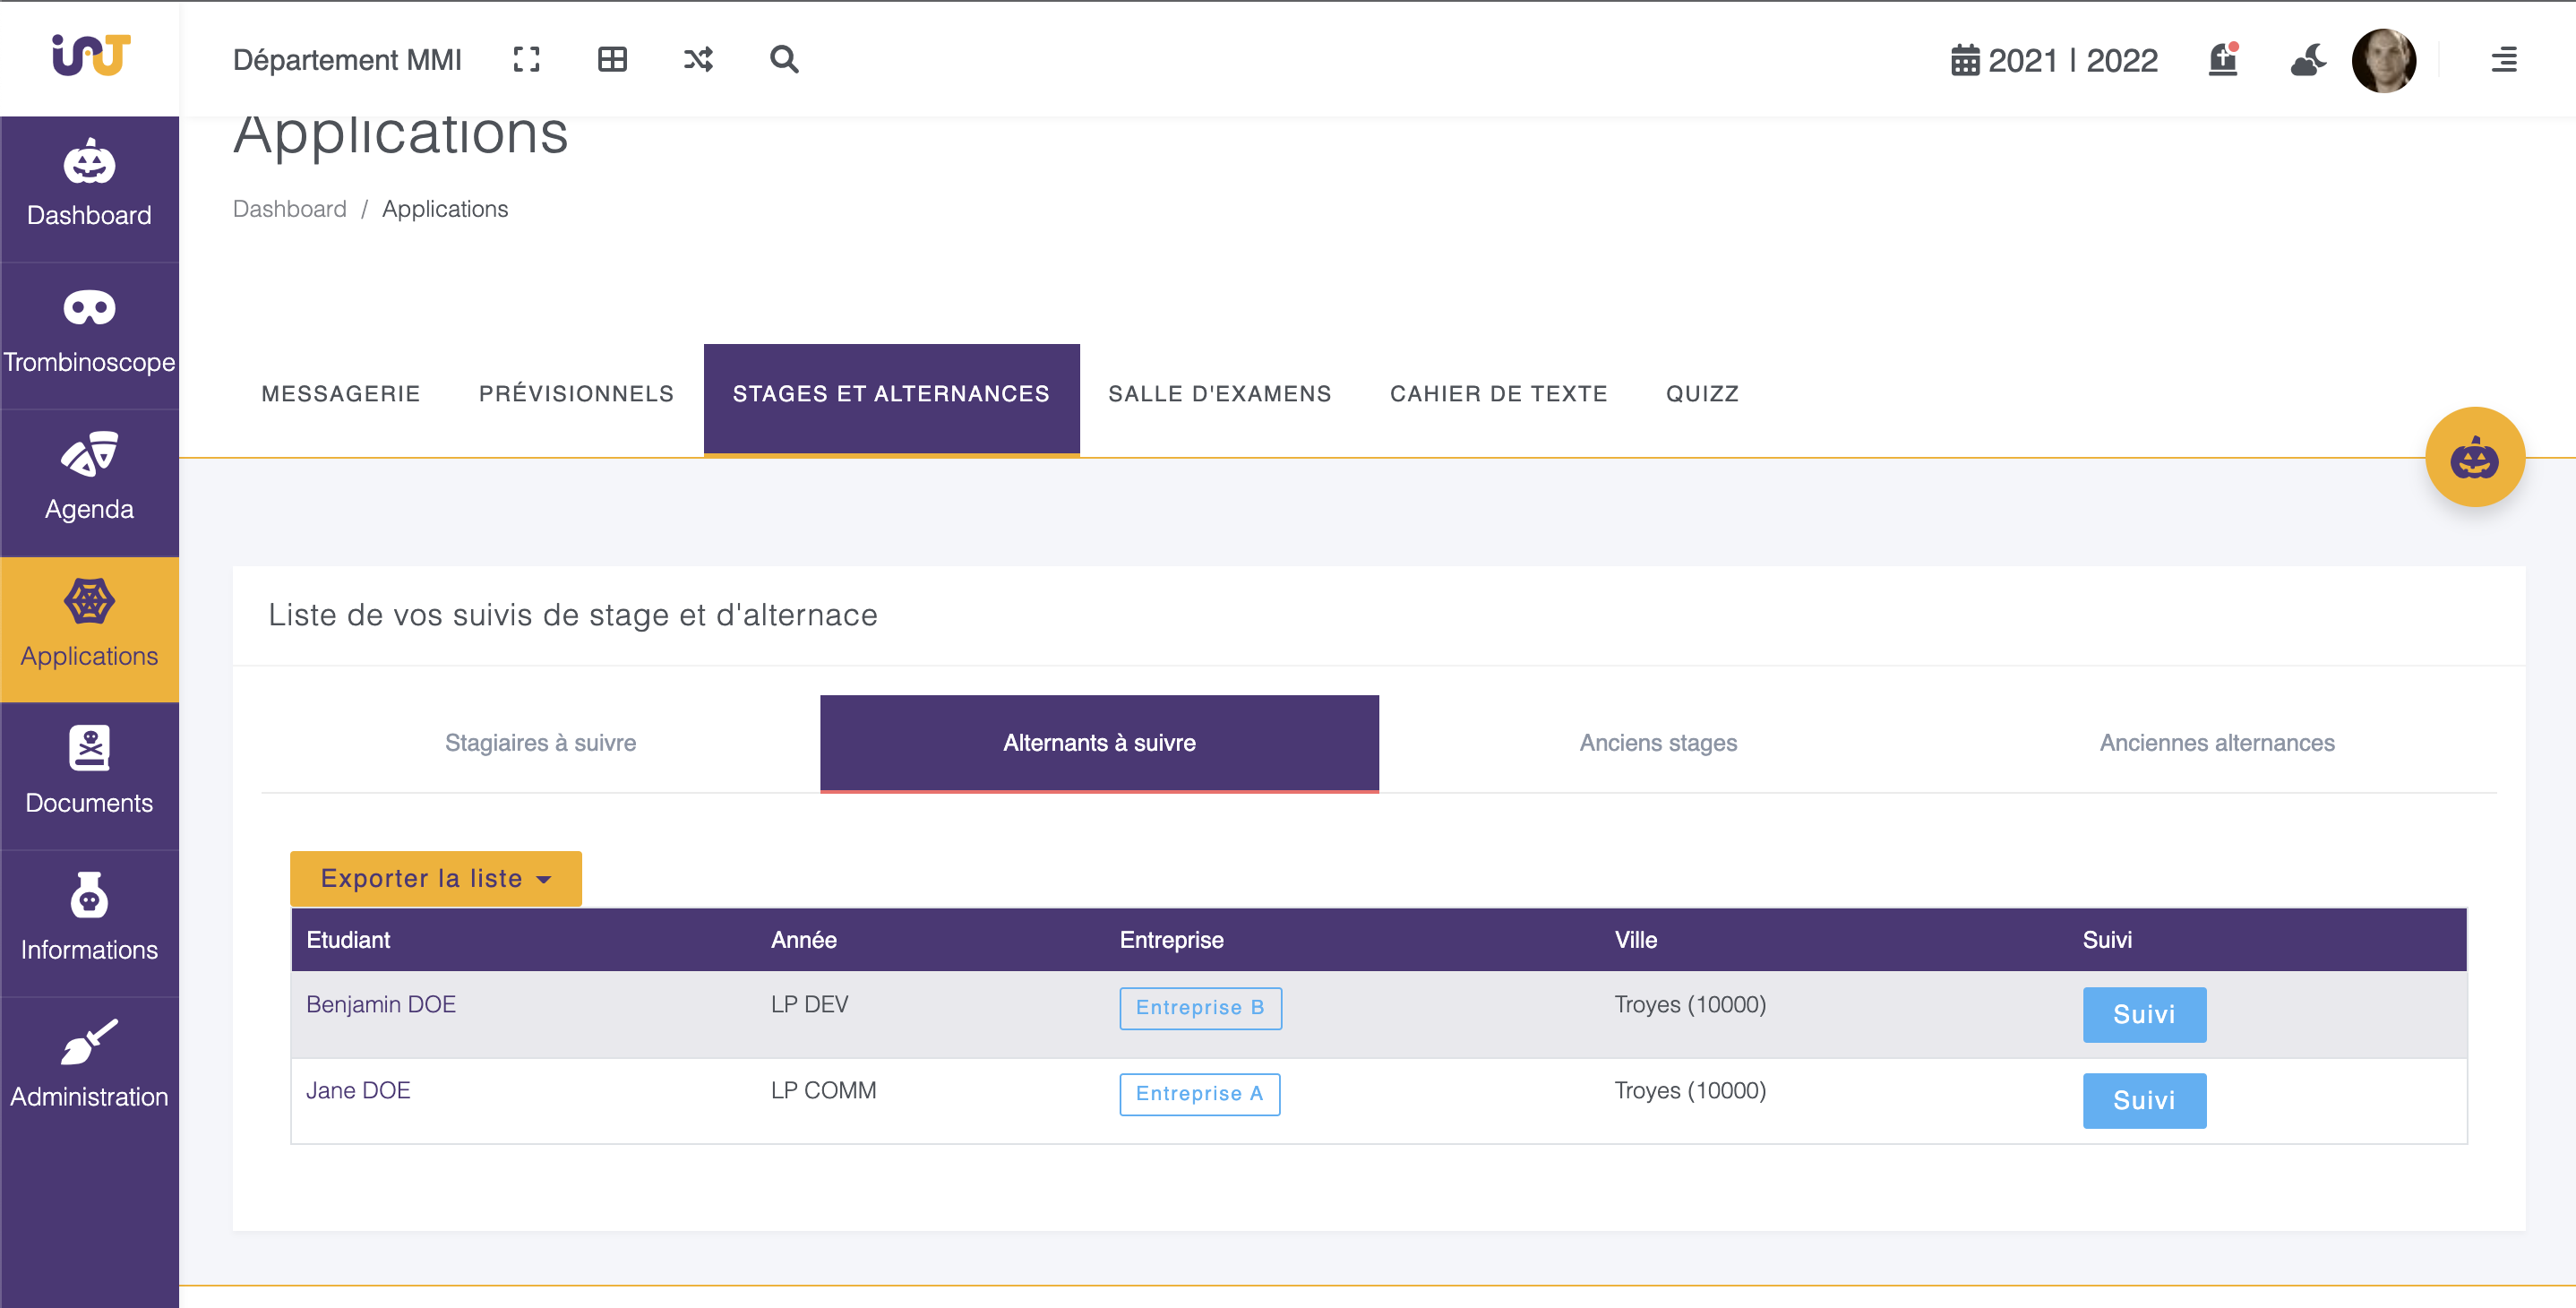 inuT
Département MMI
2021 | 2022
Applications
Dashboard / Applications
Dashboard
Trombinoscope
Agenda
Applications
Documents
Informations
Administration
MESSAGERIE PRÉVISIONNELS STAGES ET ALTERNANCES SALLE D'EXAMENS CAHIER DE TEXTE QUIZZ
Liste de vos suivis de stage et d'alternace
Stagiaires à suivre Alternants à suivre Anciens stages Anciennes alternances
Exporter la liste
Etudiant Année Entreprise Ville Suivi
Benjamin DOE LP DEV Entreprise B Troyes (10000) Suivi
Jane DOE LP COMM Entreprise A Troyes (10000) Suivi